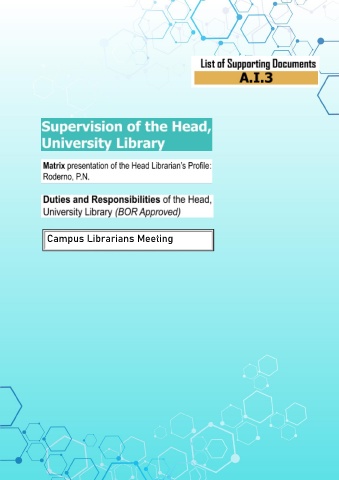 List of Supporting Documents
A.I.3
Supervision of the Head,
University Library
Matrix presentation of the Head Librarian's Profile:
Roderno, P.N.
Duties and Responsibilities of the Head,
University Library (BOR Approved)
Campus Librarians Meeting